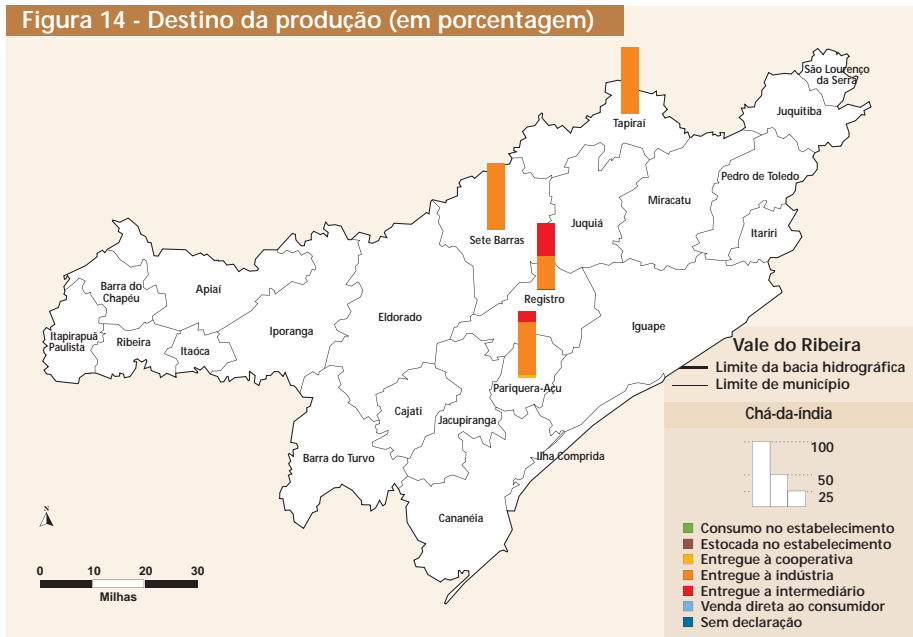 Figura 14 - Destino da produção (em porcentagem)
São Lourenço
da Serra
Juquitiba
Tapiraí
Pedro de Toledo
Miracatu
Juquiá
Itariri
Sete Barras
Barra do
Chapéu
Apiaí
Registro
Eldorado
Iguape
Iporanga
Itapirapuã
Paulista
Ribeira
Itaóca
Pariquera-Açu
Cajati
Jacupiranga
Barra do Turvo
Ilha Comprida
Cananéia
N
0 10 20 30
Milhas
Vale do Ribeira
Limite da bacia hidrográfica
Limite de município
Chá-da-índia
100
50
25
Consumo no estabelecimento
Estocada no estabelecimento
Entregue à cooperativa
Entregue à indústria
Entregue a intermediário
Venda direta ao consumidor
Sem declaração